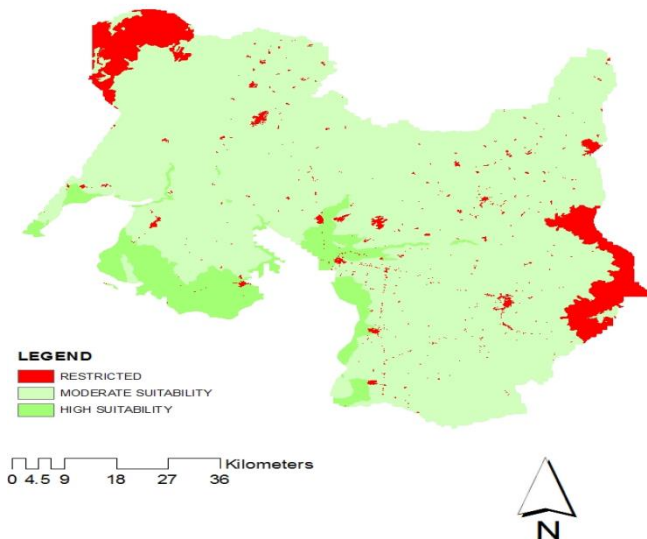 LEGEND
RESTRICTED
MODERATE SUITABILITY
HIGH SUITABILITY
Kilometers
0 4.5 9 18 27 36
N